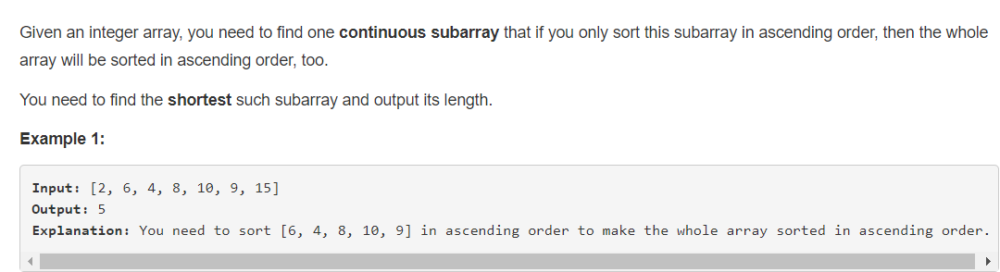 Given an integer array, you need to find one continuous subarray that if you only sort this subarray in ascending order, then the whole
array will be sorted in ascending order, too.
You need to find the shortest such subarray and output its length.
Example 1:
Input: [2, 6, 4, 8, 10, 9, 15]
Output: 5
Explanation: You need to sort [6, 4, 8, 10, 9] in ascending order to make the whole array sorted in ascending order.